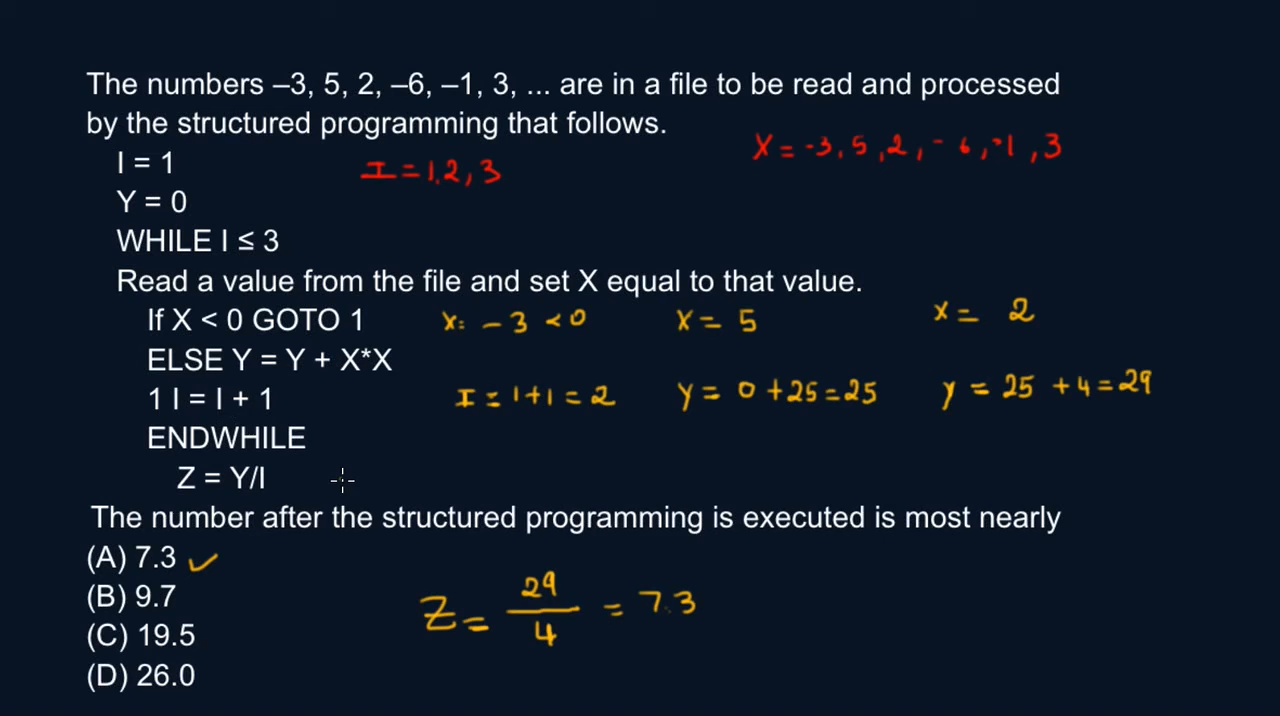 The numbers –3, 5, 2, –6, –1, 3, ... are in a file to be read and processed
by the structured programming that follows.
X = -3, 5, 2, -6, -1, 3
I = 1
I = 1, 2, 3
Y = 0
WHILE I ≤ 3
Read a value from the file and set X equal to that value.
If X < 0 GOTO 1 X: -3 < 0 X = 5 X = 2
ELSE Y = Y + X*X
1 I = I + 1 I = 1+1 = 2 Y = 0 + 25 = 25 Y = 25 + 4 = 29
ENDWHILE
Z = Y/I
The number after the structured programming is executed is most nearly
(A) 7.3 ✓
(B) 9.7
Z = 29/4 = 7.3
(C) 19.5
(D) 26.0